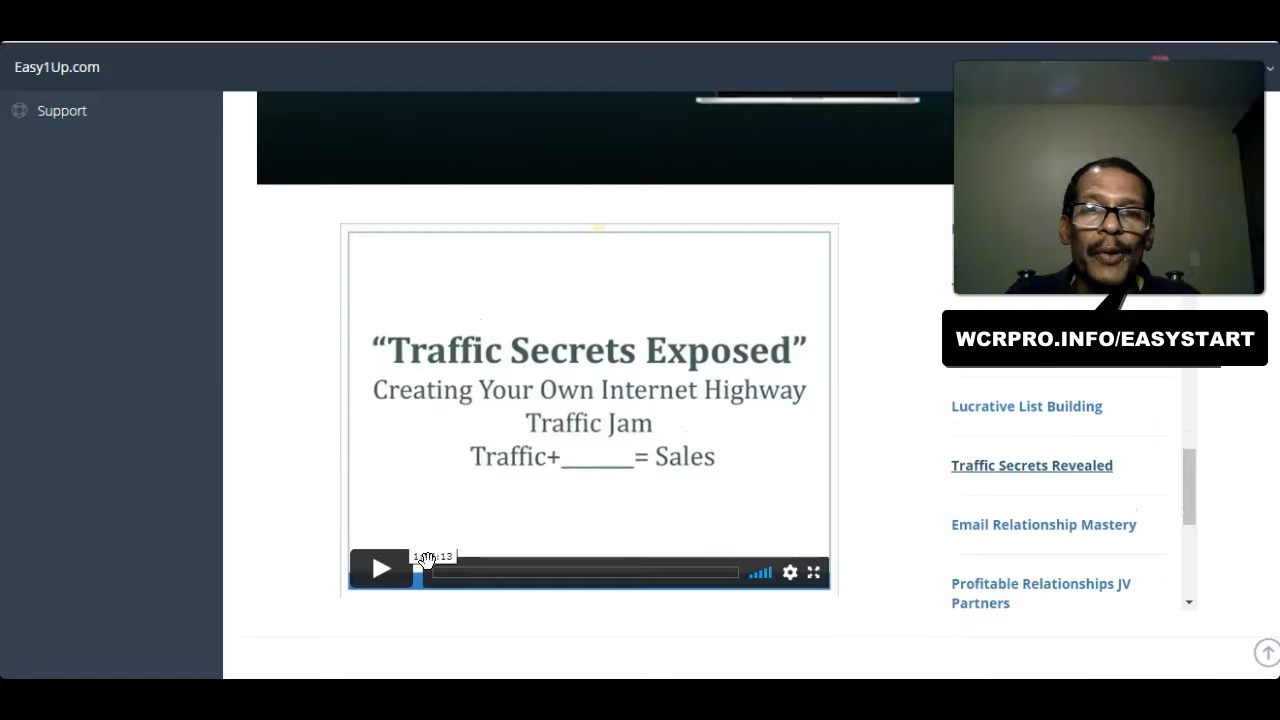 Easy1Up.com
Support
“Traffic Secrets Exposed”
Creating Your Own Internet Highway
Traffic Jam
Traffic+______= Sales
WCRPRO.INFO/EASYSTART
Lucrative List Building
Traffic Secrets Revealed
Email Relationship Mastery
Profitable Relationships JV
Partners